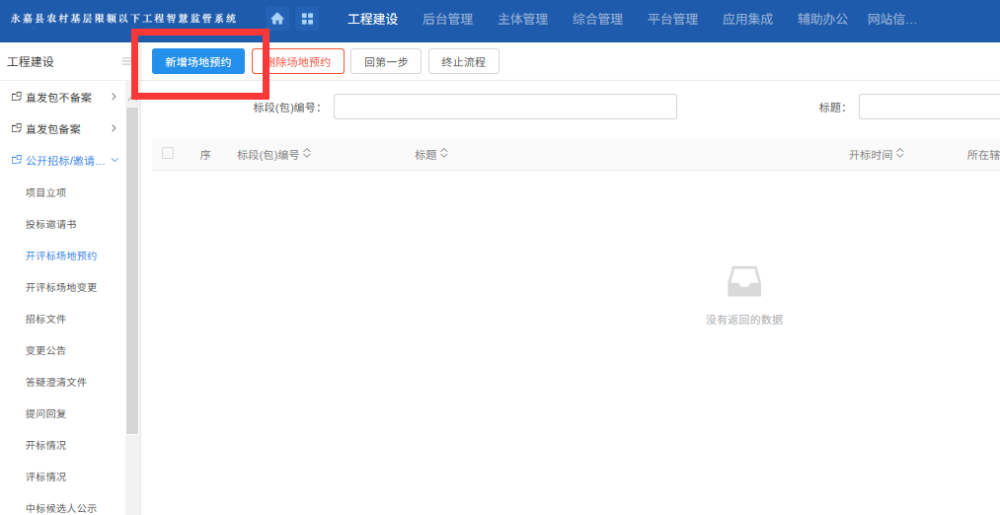 永嘉县农村基层限额以下工程智慧监管系统
工程建设 后台管理 主体管理 综合管理 平台管理 应用集成 辅助办公 网站信...
工程建设
新增场地预约 删除场地预约 回第一步 终止流程
直发包不备案
直发包备案
公开招标/邀请...
项目立项
投标邀请书
开评标场地预约
开评标场地变更
招标文件
变更公告
答疑澄清文件
提问回复
开标情况
评标情况
中标候选人公示
标段(包)编号： 标题：
序 标段(包)编号 标题 开标时间 所在辖
没有返回的数据